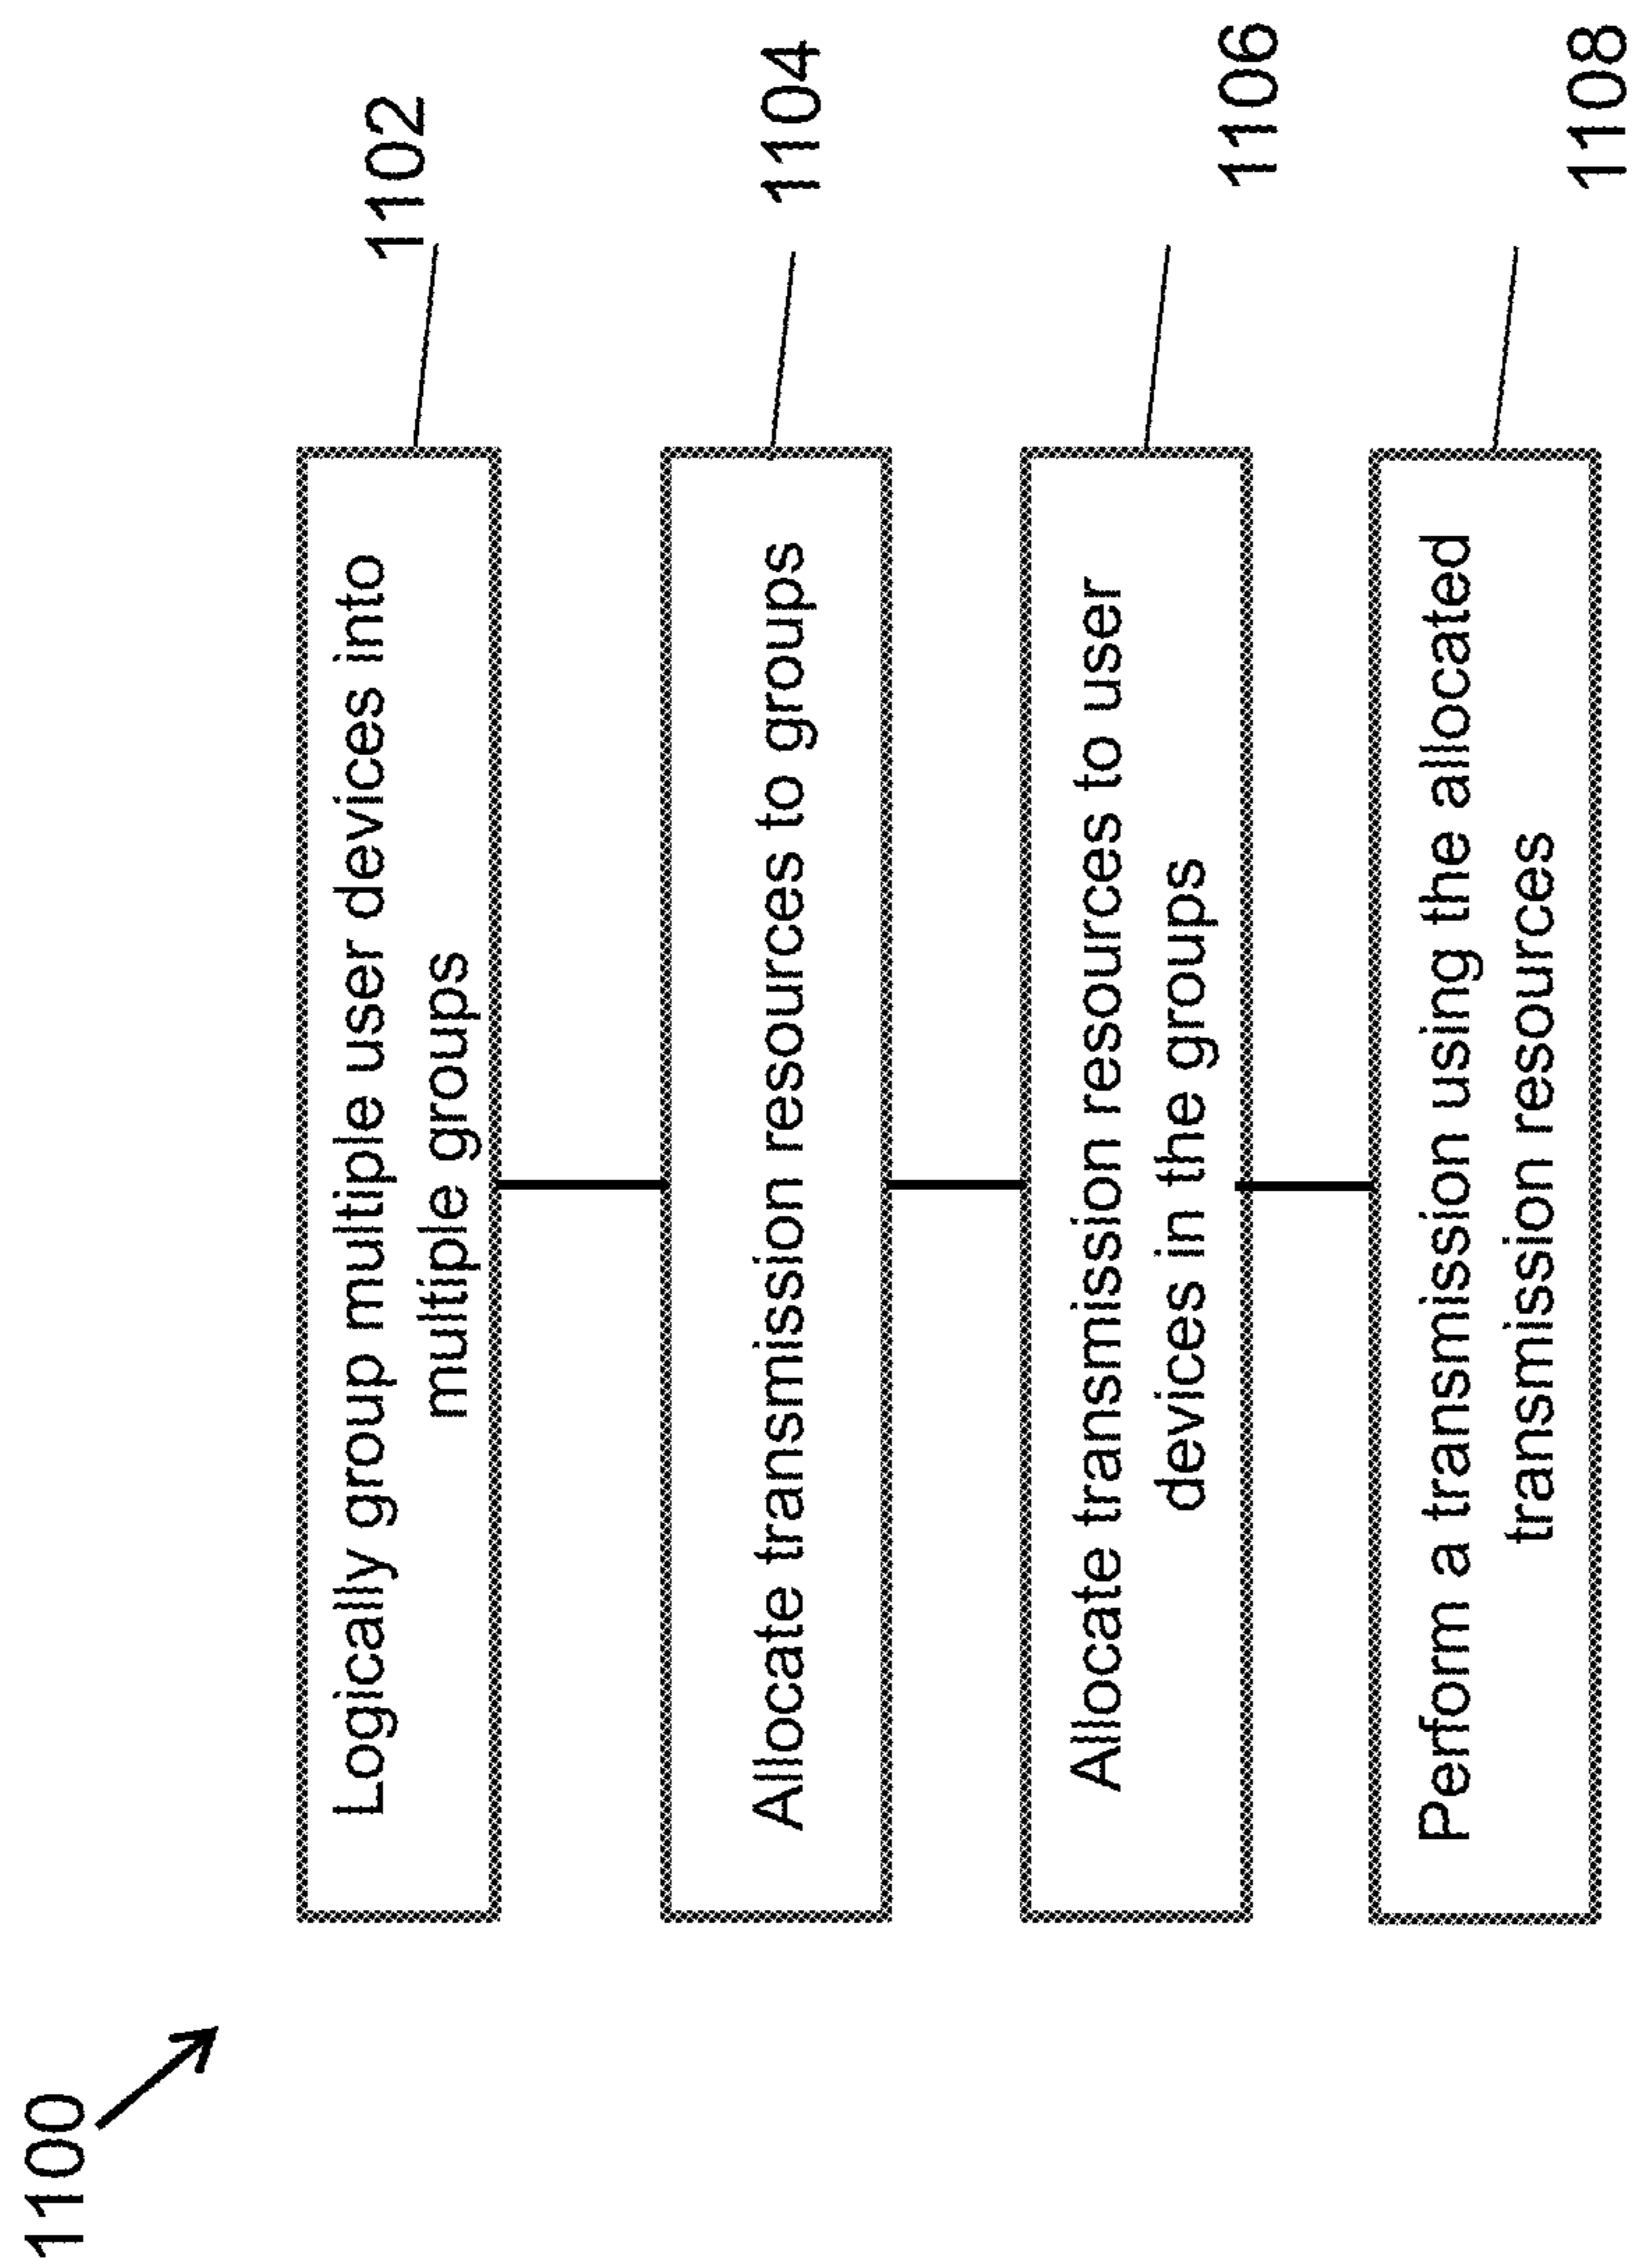 1100
Logically group multiple user devices into
multiple groups
1102
Allocate transmission resources to groups
1104
Allocate transmission resources to user
devices in the groups
1106
Perform a transmission using the allocated
transmission resources
1108